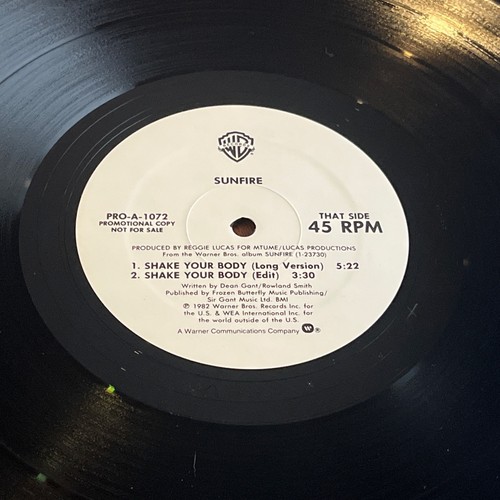 SUNFIRE
PRO-A-1072
PROMOTIONAL COPY
NOT FOR SALE
THAT SIDE
45 RPM
PRODUCED BY REGGIE LUCAS FOR MTUME/LUCAS PRODUCTIONS
From the Warner Bros. album SUNFIRE (1-23730)
1. SHAKE YOUR BODY (Long Version) 5:22
2. SHAKE YOUR BODY (Edit) 3:30
Written by Dean Gant/Rowland Smith
Published by Frozen Butterfly Music Publishing/
Sir Gant Music Ltd. BMI
℗ 1982 Warner Bros. Records Inc. for
the U.S. & WEA International Inc. for
the world outside of the U.S.
A Warner Communications Company ®